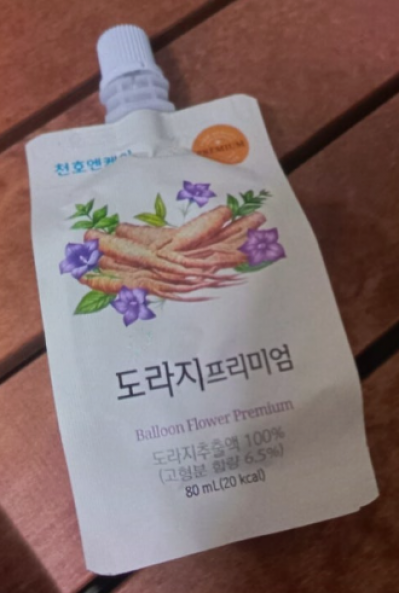 천호엔케어
PREMIUM
도라지프리미엄
Balloon Flower Premium
도라지추출액 100%
(고형분 함량 6.5%)
80 mL(20 kcal)